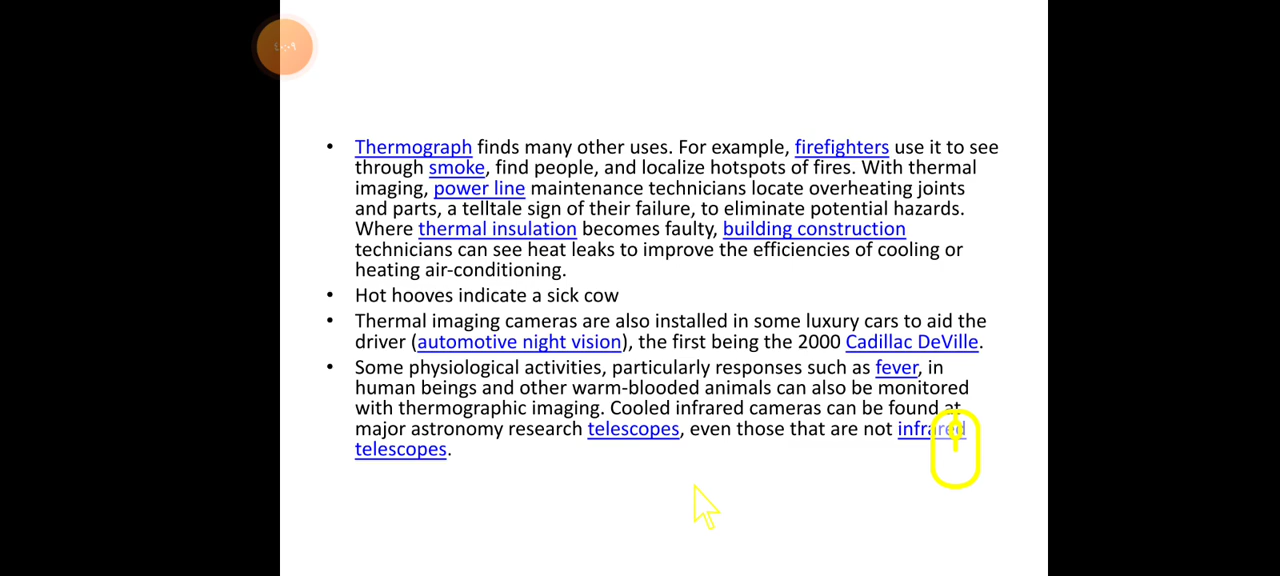 ٤٠:٠٩
• Thermograph finds many other uses. For example, firefighters use it to see
through smoke, find people, and localize hotspots of fires. With thermal
imaging, power line maintenance technicians locate overheating joints
and parts, a telltale sign of their failure, to eliminate potential hazards.
Where thermal insulation becomes faulty, building construction
technicians can see heat leaks to improve the efficiencies of cooling or
heating air-conditioning.
• Hot hooves indicate a sick cow
• Thermal imaging cameras are also installed in some luxury cars to aid the
driver (automotive night vision), the first being the 2000 Cadillac DeVille.
• Some physiological activities, particularly responses such as fever, in
human beings and other warm-blooded animals can also be monitored
with thermographic imaging. Cooled infrared cameras can be found at
major astronomy research telescopes, even those that are not infrared
telescopes.